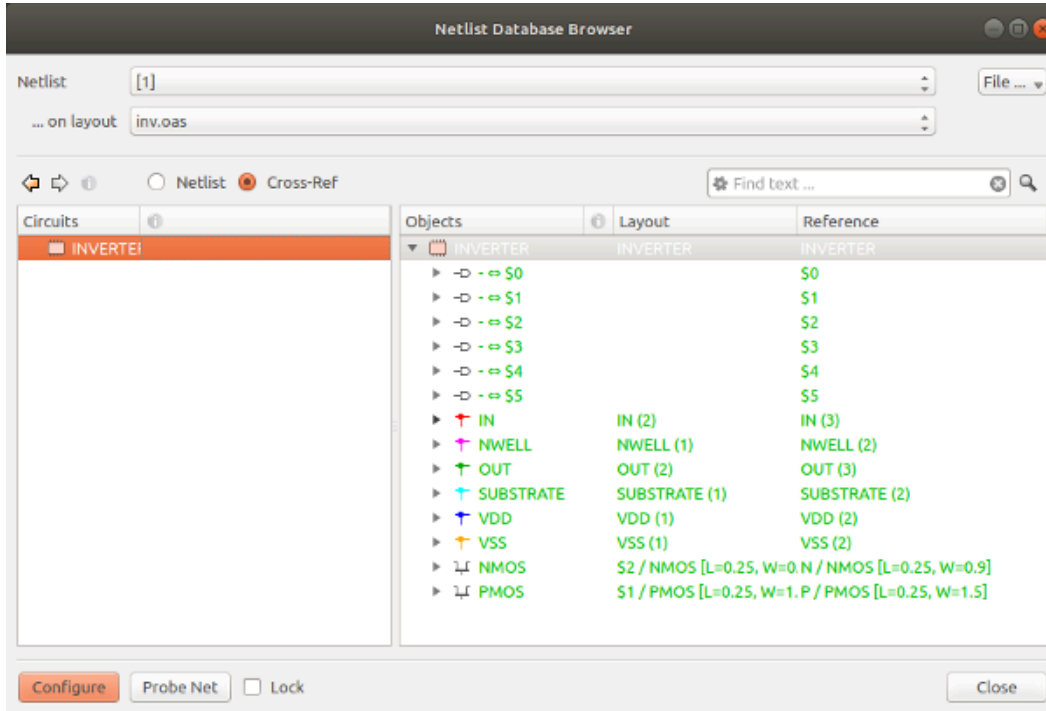 Netlist Database Browser
Netlist [1] File ...
... on layout inv.oas
Netlist Cross-Ref Find text ...
Circuits Objects Layout Reference
INVERTER INVERTER INVERTER INVERTER
- ⇔ $0 $0
- ⇔ $1 $1
- ⇔ $2 $2
- ⇔ $3 $3
- ⇔ $4 $4
- ⇔ $5 $5
IN IN (2) IN (3)
NWELL NWELL (1) NWELL (2)
OUT OUT (2) OUT (3)
SUBSTRATE SUBSTRATE (1) SUBSTRATE (2)
VDD VDD (1) VDD (2)
VSS VSS (1) VSS (2)
NMOS $2 / NMOS [L=0.25, W=0. N / NMOS [L=0.25, W=0.9]
PMOS $1 / PMOS [L=0.25, W=1. P / PMOS [L=0.25, W=1.5]
Configure Probe Net Lock Close